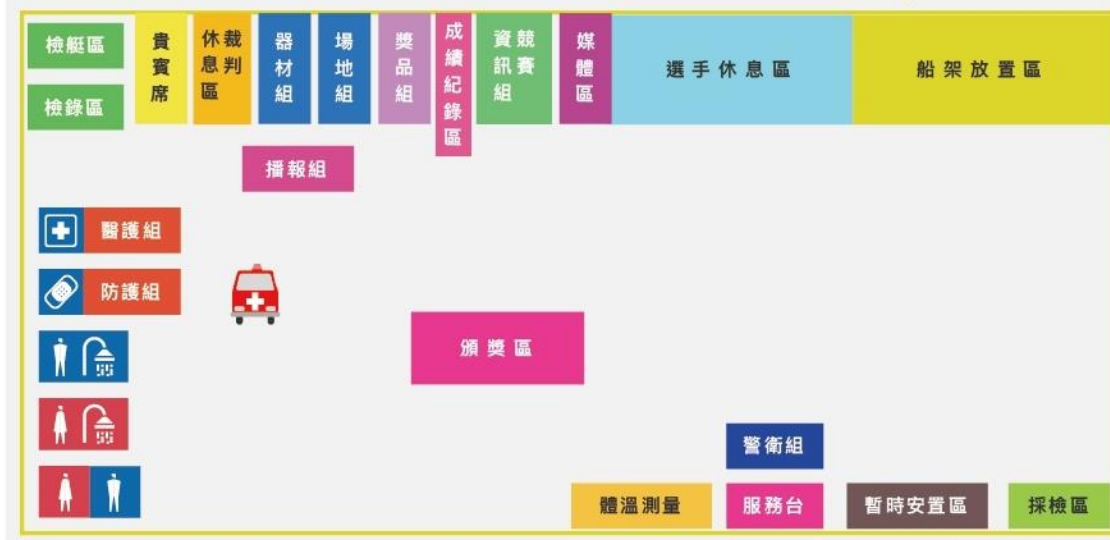 檢艇區
檢錄區
貴賓席
裁判
休息區
器材組
場地組
獎品組
成績紀錄區
競賽
資訊組
媒體區
選手休息區
船架放置區
播報組
醫護組
防護組
頒獎區
警衛組
體溫測量
服務台
暫時安置區
採檢區